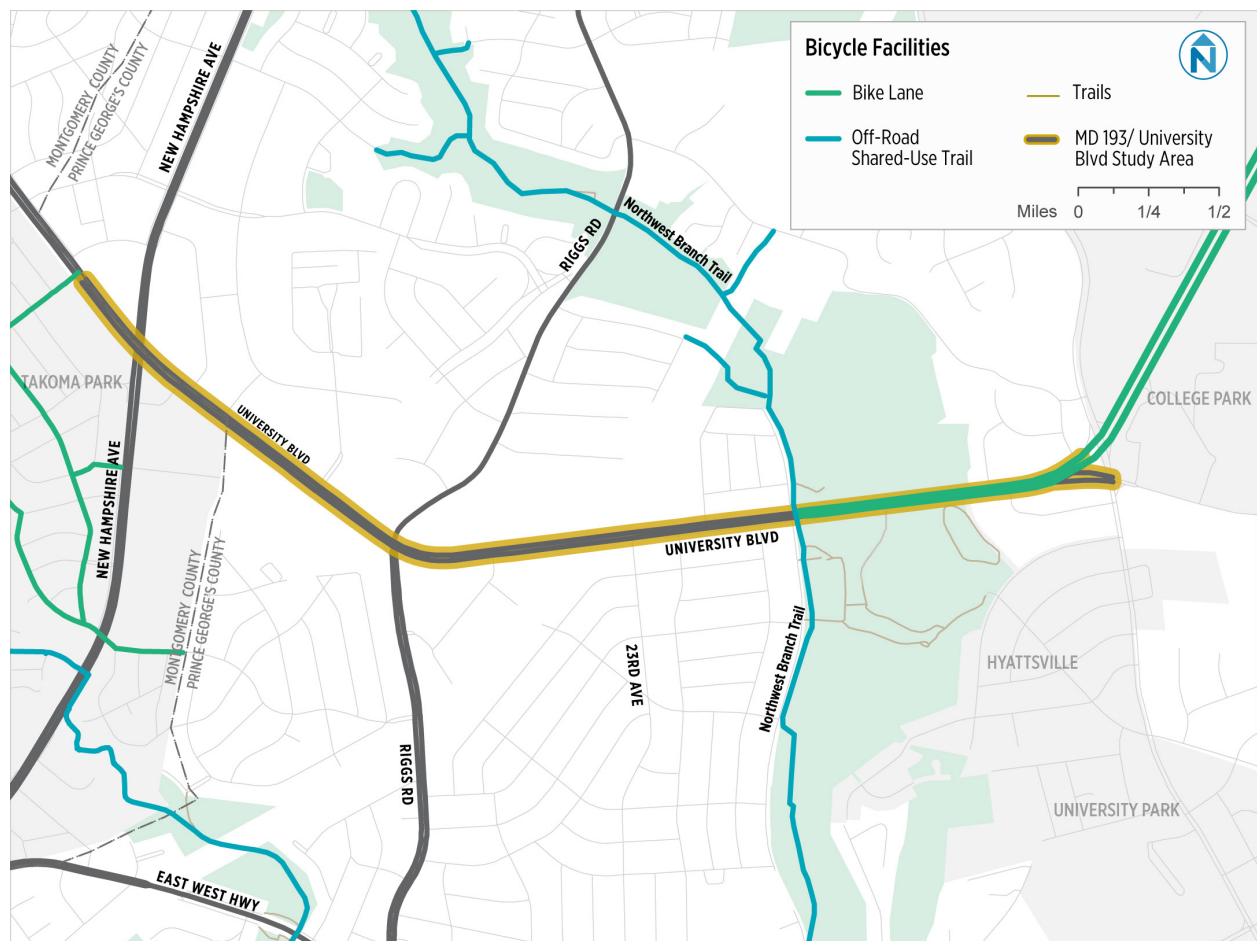 Bicycle Facilities
N
Bike Lane
Trails
Off-Road
Shared-Use Trail
MD 193/ University
Blvd Study Area
Miles 0 1/4 1/2
MONTGOMERY COUNTY
PRINCE GEORGE'S COUNTY
NEW HAMPSHIRE AVE
RIGGS RD
Northwest Branch Trail
TAKOMA PARK
COLLEGE PARK
UNIVERSITY BLVD
NEW HAMPSHIRE AVE
UNIVERSITY BLVD
MONTGOMERY COUNTY
PRINCE GEORGE'S COUNTY
23RD AVE
Northwest Branch Trail
HYATTSVILLE
RIGGS RD
UNIVERSITY PARK
EAST WEST HWY